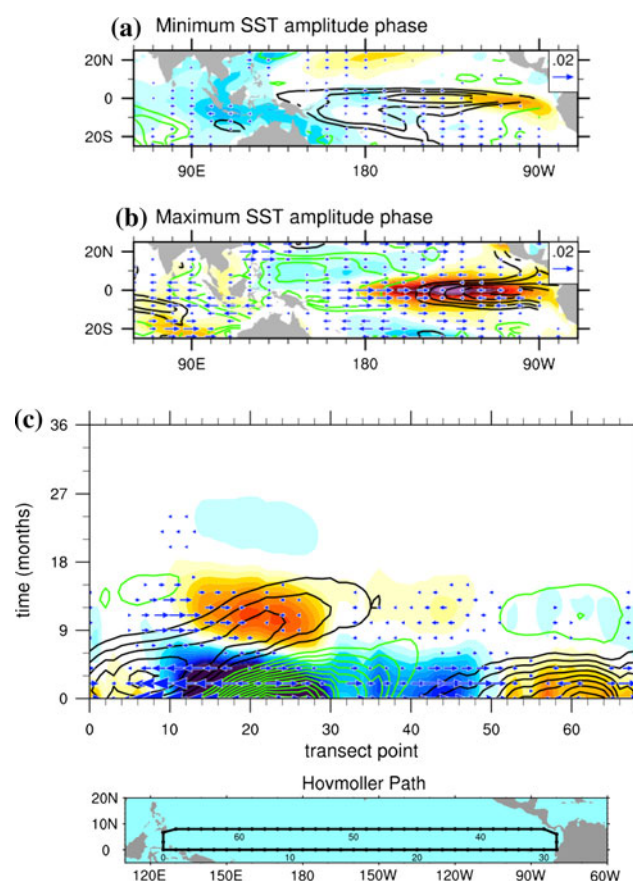 (a) Minimum SST amplitude phase
20N
0
20S
.02
90E 180 90W
(b) Maximum SST amplitude phase
20N
0
20S
.02
90E 180 90W
(c)
36
27
18
9
0
time (months)
0 10 20 30 40 50 60
transect point
Hovmoller Path
20N
10N
0
60 50 40
0 10 20 30
120E 150E 180W 150W 120W 90W 60W